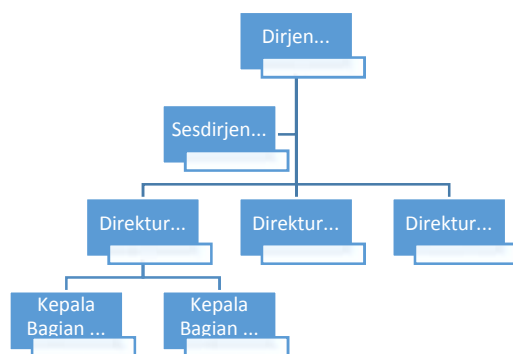 Dirjen...
Sesdirjen...
Direktur...
Direktur...
Direktur...
Kepala
Bagian ...
Kepala
Bagian ...